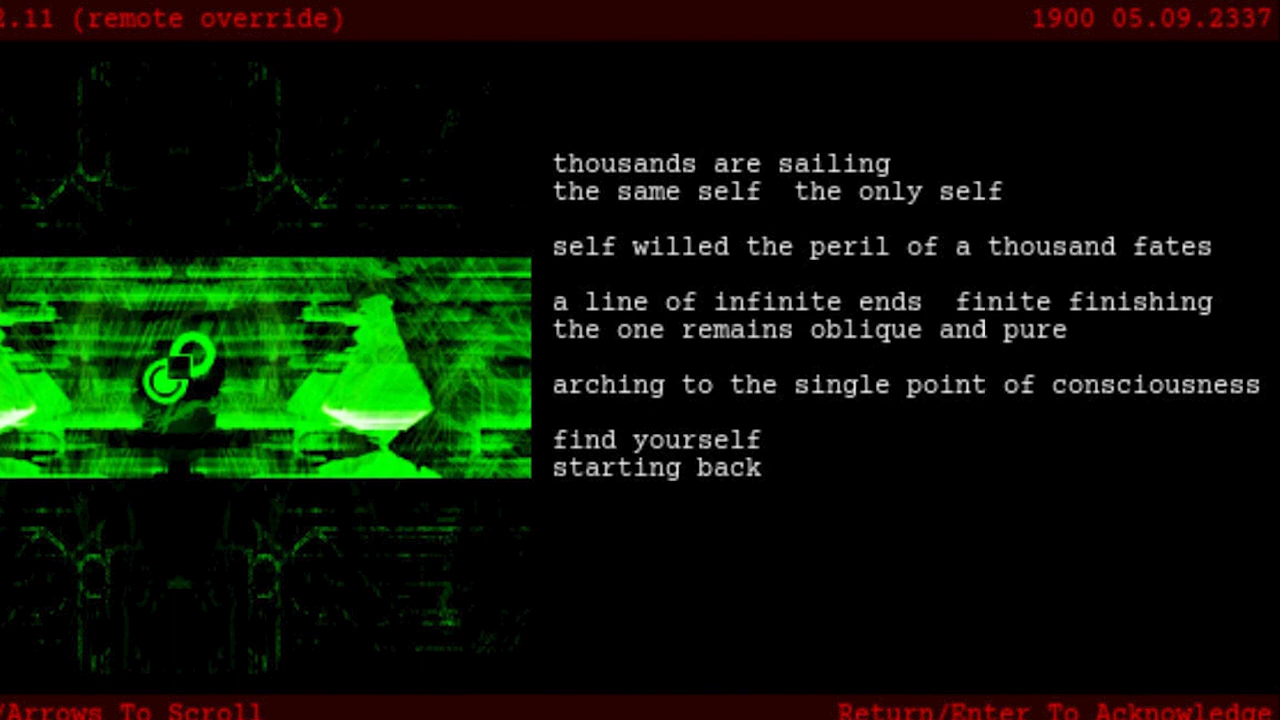 2.11 (remote override)
1900 05.09.2337
thousands are sailing
the same self  the only self
self willed the peril of a thousand fates
a line of infinite ends  finite finishing
the one remains oblique and pure
arching to the single point of consciousness
find yourself
starting back
/Arrows To Scroll
Return/Enter To Acknowledge